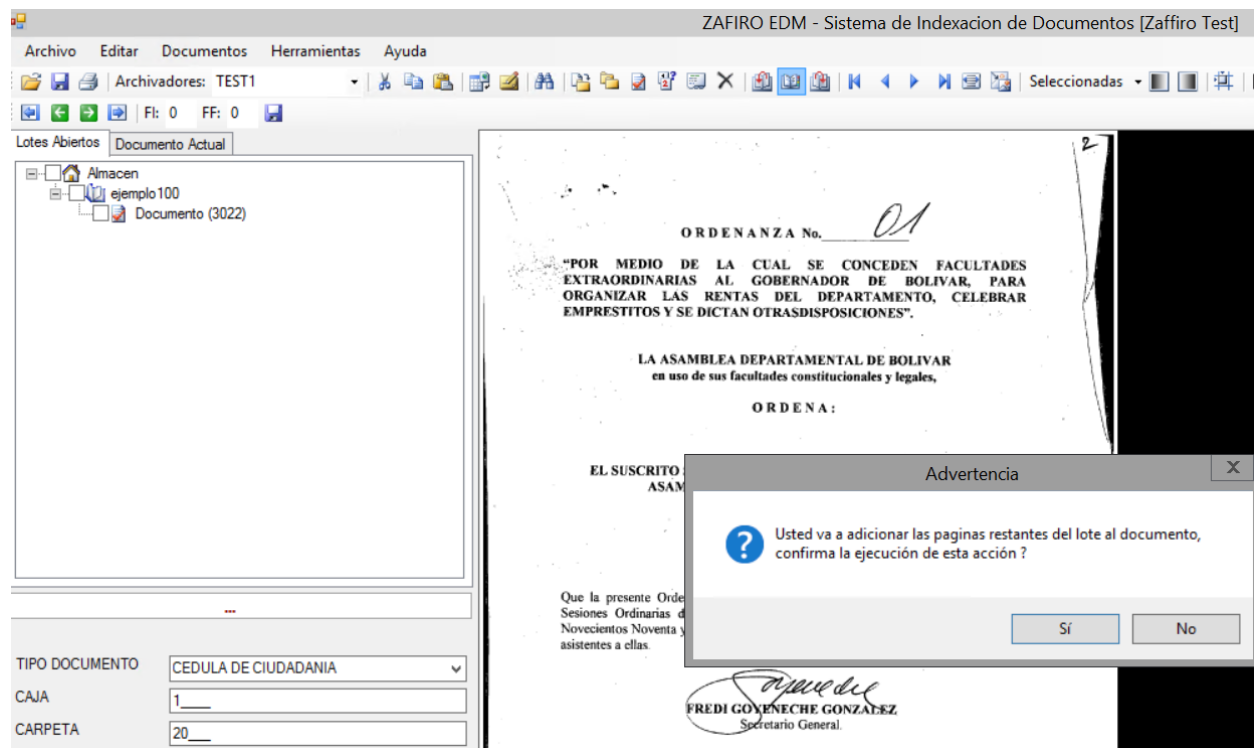 ZAFIRO EDM - Sistema de Indexacion de Documentos [Zaffiro Test]
Archivo Editar Documentos Herramientas Ayuda
Archivadores: TEST1
Seleccionadas
FI: 0 FF: 0
Lotes Abiertos Documento Actual
Almacen
ejemplo100
Documento (3022)
...
TIPO DOCUMENTO CEDULA DE CIUDADANIA
CAJA 1____
CARPETA 20___
2
ORDENANZA No. 01
“POR MEDIO DE LA CUAL SE CONCEDEN FACULTADES
EXTRAORDINARIAS AL GOBERNADOR DE BOLIVAR, PARA
ORGANIZAR LAS RENTAS DEL DEPARTAMENTO, CELEBRAR
EMPRESTITOS Y SE DICTAN OTRASDISPOSICIONES”.
LA ASAMBLEA DEPARTAMENTAL DE BOLIVAR
en uso de sus facultades constitucionales y legales,
ORDENA:
EL SUSCRITO
ASAM
Que la presente Orde
Sesiones Ordinarias d
Novecientos Noventa y
asistentes a ellas.
FREDI GOYENECHE GONZALEZ
Secretario General.
Advertencia
X
Usted va a adicionar las paginas restantes del lote al documento,
confirma la ejecución de esta acción ?
Sí No